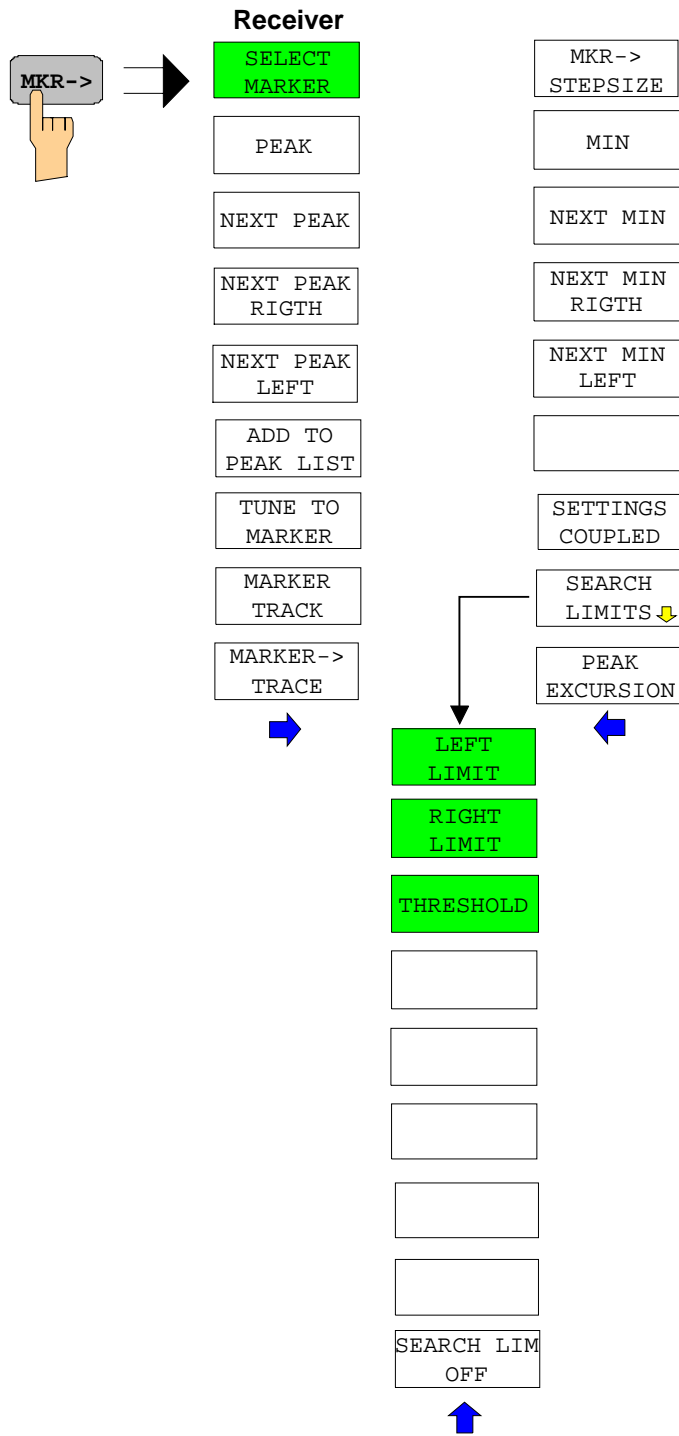 Receiver
MKR->
SELECT
MARKER
PEAK
NEXT PEAK
NEXT PEAK
RIGTH
NEXT PEAK
LEFT
ADD TO
PEAK LIST
TUNE TO
MARKER
MARKER
TRACK
MARKER->
TRACE
MKR->
STEPSIZE
MIN
NEXT MIN
NEXT MIN
RIGTH
NEXT MIN
LEFT
SETTINGS
COUPLED
SEARCH
LIMITS
PEAK
EXCURSION
LEFT
LIMIT
RIGHT
LIMIT
THRESHOLD
SEARCH LIM
OFF